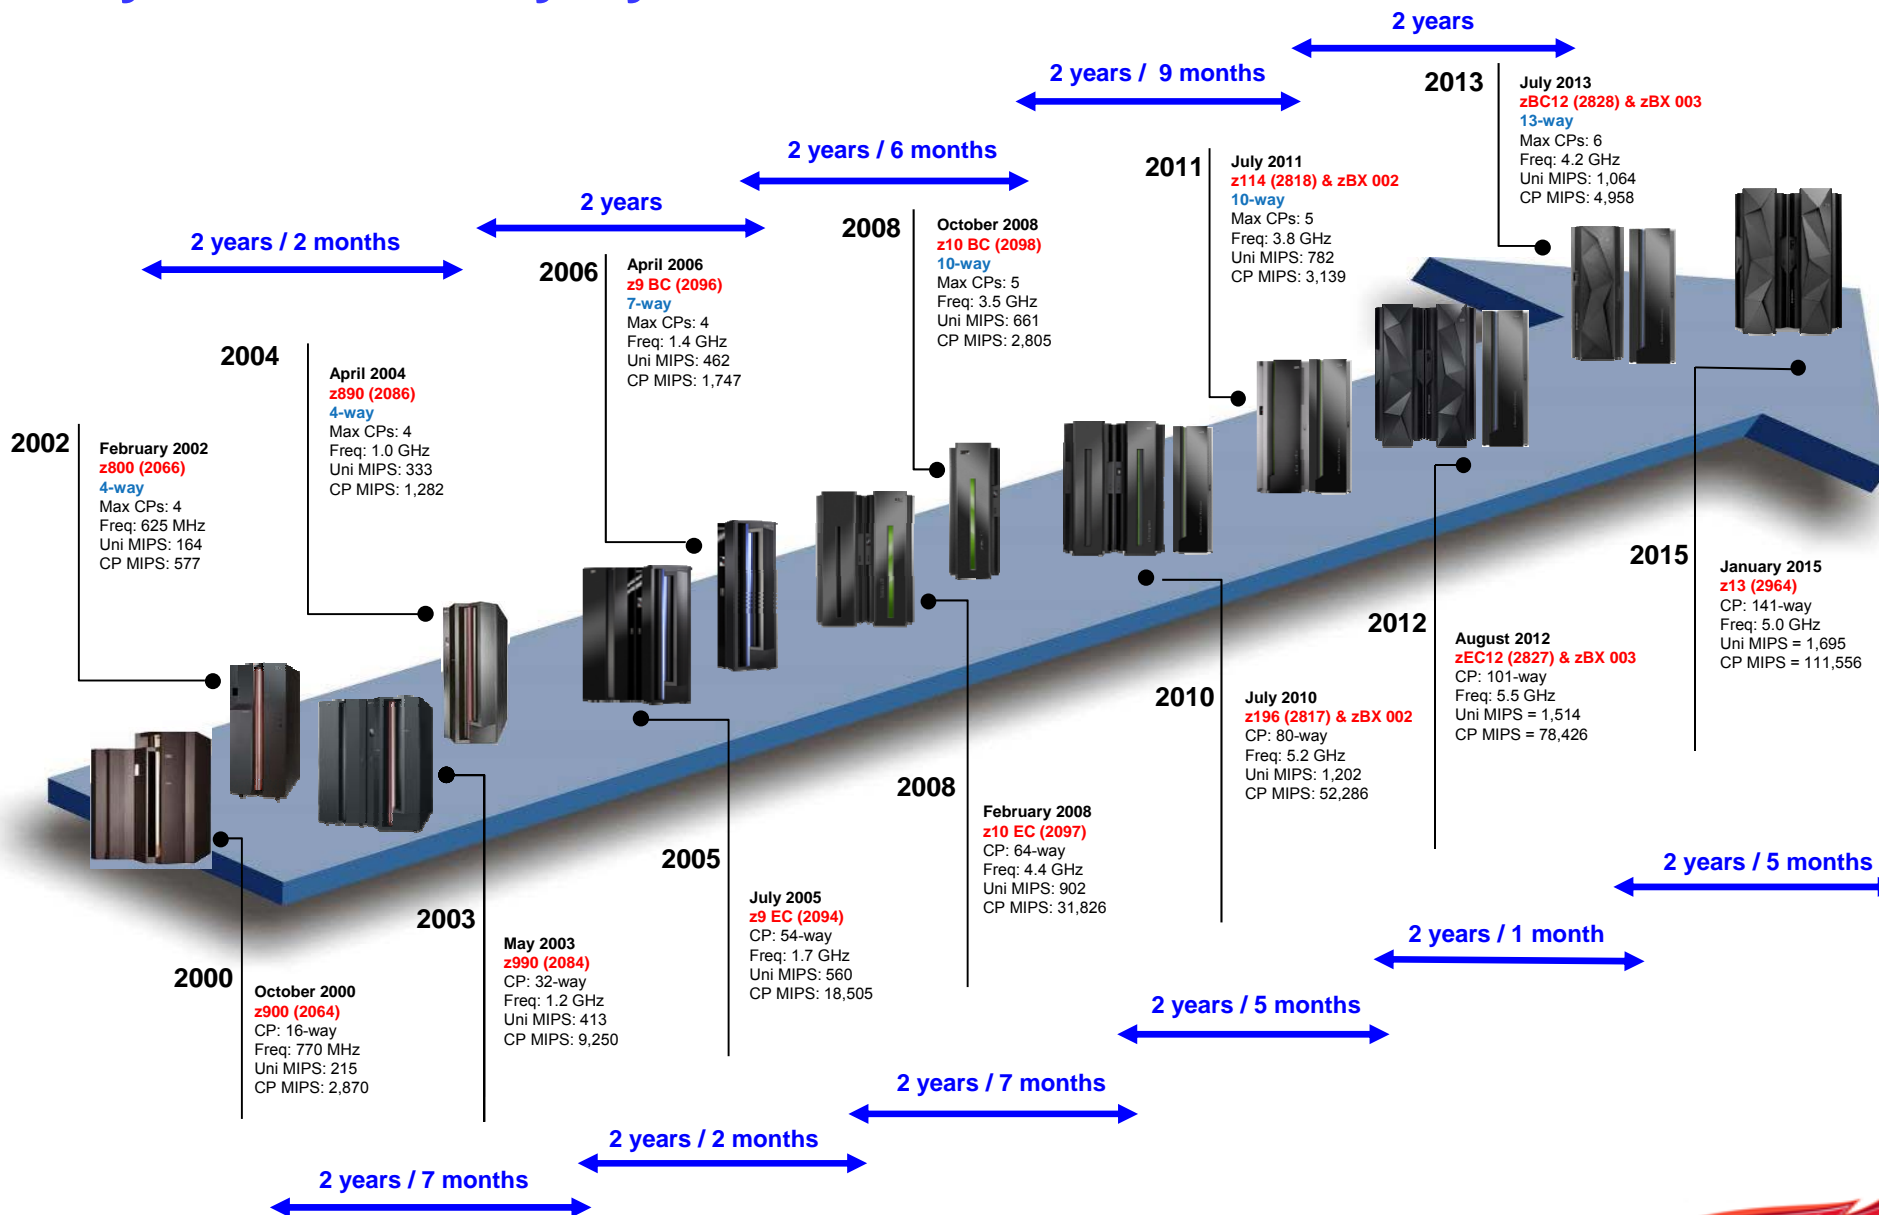 2 years
2 years / 9 months
2 years / 6 months
2 years
2 years / 2 months
2002
February 2002
z800 (2066)
4-way
Max CPs: 4
Freq: 625 MHz
Uni MIPS: 164
CP MIPS: 577
2004
April 2004
z890 (2086)
4-way
Max CPs: 4
Freq: 1.0 GHz
Uni MIPS: 333
CP MIPS: 1,282
2006
April 2006
z9 BC (2096)
7-way
Max CPs: 4
Freq: 1.4 GHz
Uni MIPS: 462
CP MIPS: 1,747
2008
October 2008
z10 BC (2098)
10-way
Max CPs: 5
Freq: 3.5 GHz
Uni MIPS: 661
CP MIPS: 2,805
2011
July 2011
z114 (2818) & zBX 002
10-way
Max CPs: 5
Freq: 3.8 GHz
Uni MIPS: 782
CP MIPS: 3,139
2013
July 2013
zBC12 (2828) & zBX 003
13-way
Max CPs: 6
Freq: 4.2 GHz
Uni MIPS: 1,064
CP MIPS: 4,958
2000
October 2000
z900 (2064)
CP: 16-way
Freq: 770 MHz
Uni MIPS: 215
CP MIPS: 2,870
2003
May 2003
z990 (2084)
CP: 32-way
Freq: 1.2 GHz
Uni MIPS: 413
CP MIPS: 9,250
2005
July 2005
z9 EC (2094)
CP: 54-way
Freq: 1.7 GHz
Uni MIPS: 560
CP MIPS: 18,505
2008
February 2008
z10 EC (2097)
CP: 64-way
Freq: 4.4 GHz
Uni MIPS: 902
CP MIPS: 31,826
2010
July 2010
z196 (2817) & zBX 002
CP: 80-way
Freq: 5.2 GHz
Uni MIPS: 1,202
CP MIPS: 52,286
2012
August 2012
zEC12 (2827) & zBX 003
CP: 101-way
Freq: 5.5 GHz
Uni MIPS = 1,514
CP MIPS = 78,426
2015
January 2015
z13 (2964)
CP: 141-way
Freq: 5.0 GHz
Uni MIPS = 1,695
CP MIPS = 111,556
2 years / 5 months
2 years / 1 month
2 years / 5 months
2 years / 7 months
2 years / 2 months
2 years / 7 months